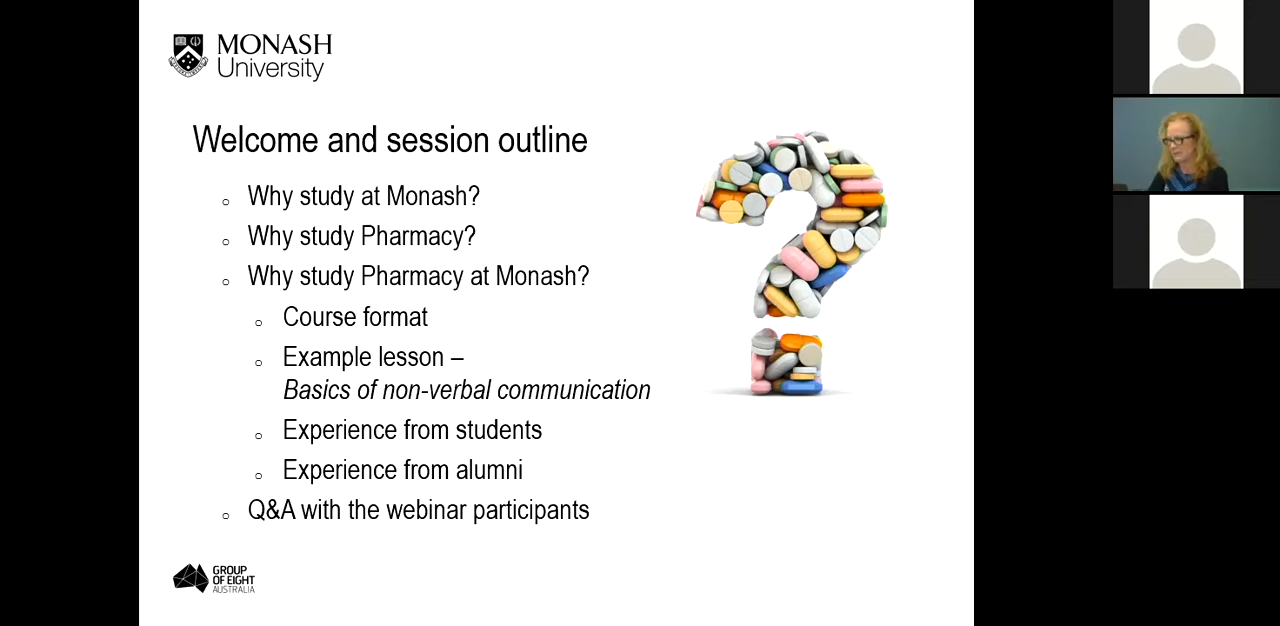 MONASH
University
Welcome and session outline
Why study at Monash?
Why study Pharmacy?
Why study Pharmacy at Monash?
Course format
Example lesson –
Basics of non-verbal communication
Experience from students
Experience from alumni
Q&A with the webinar participants
GROUP
OF EIGHT
AUSTRALIA